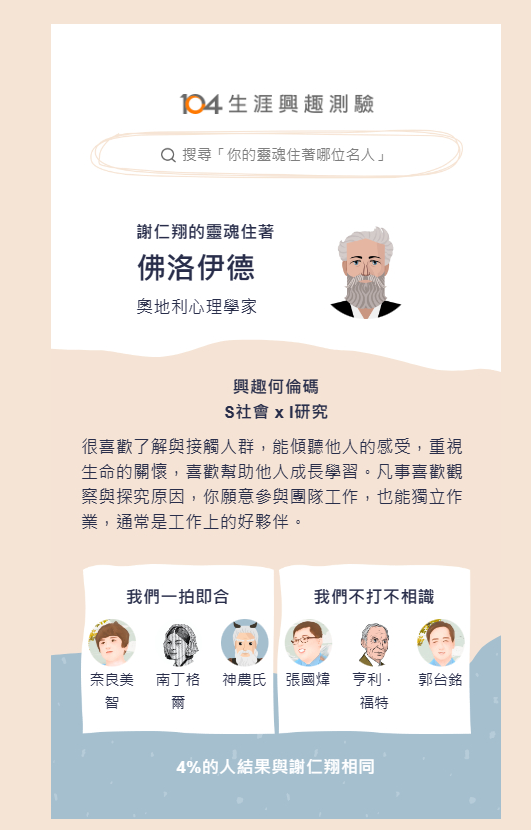 104 生涯興趣測驗
搜尋「你的靈魂住著哪位名人」
謝仁翔的靈魂住著
佛洛伊德
奧地利心理學家
興趣何倫碼
S社會 x I研究
很喜歡了解與接觸人群，能傾聽他人的感受，重視
生命的關懷，喜歡幫助他人成長學習。凡事喜歡觀
察與探究原因，你願意參與團隊工作，也能獨立作
業，通常是工作上的好夥伴。
我們一拍即合
奈良美
智
南丁格
爾
神農氏
我們不打不相識
張國煒
亨利·
福特
郭台銘
4%的人結果與謝仁翔相同